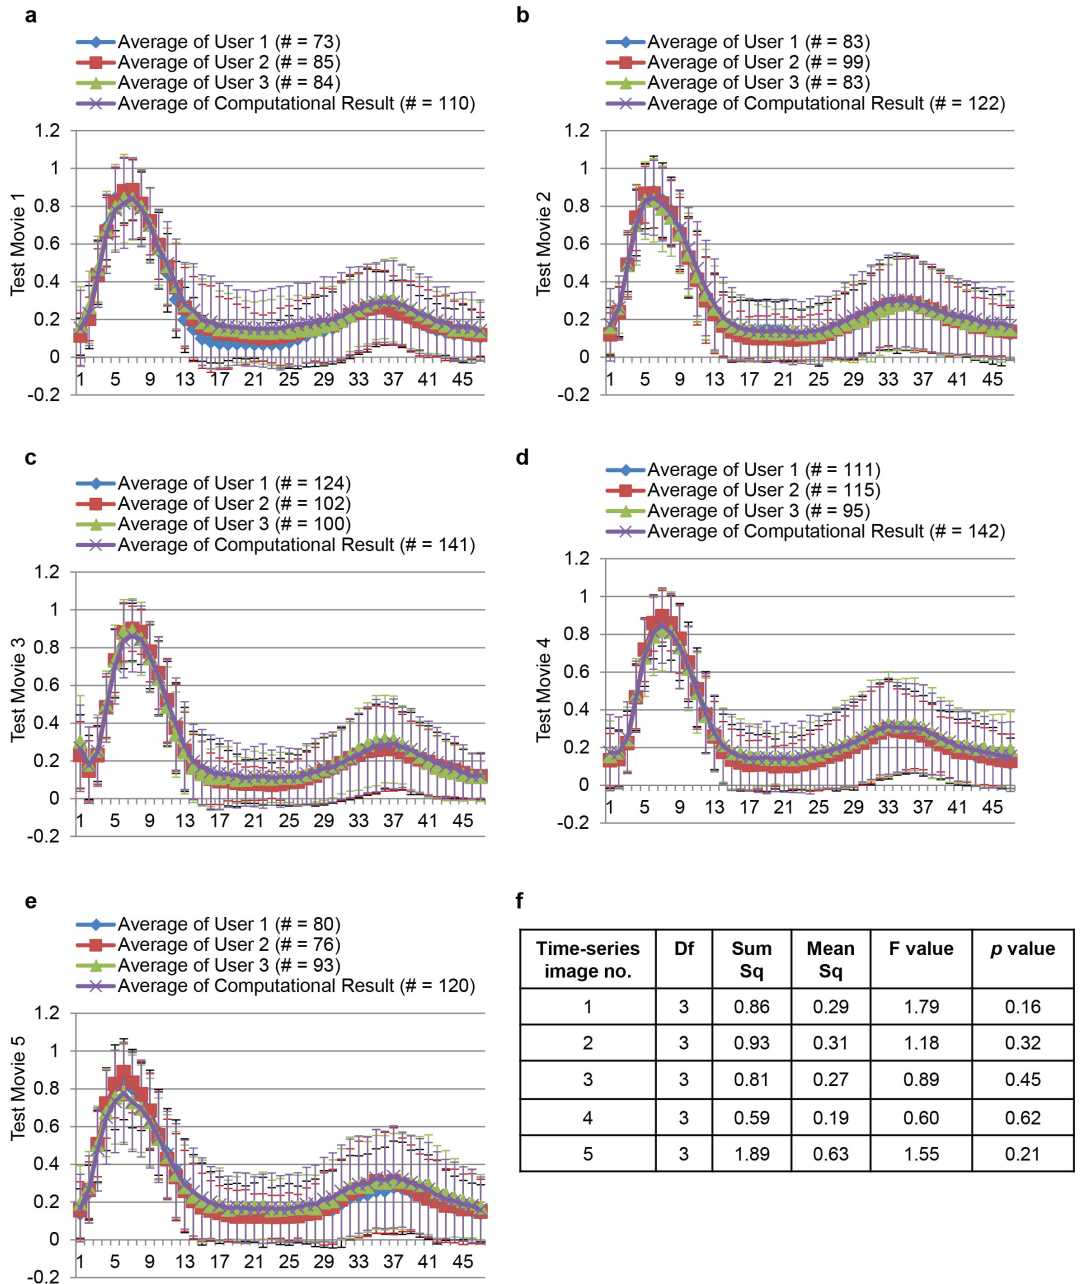 a
Average of User 1 (# = 73)
Average of User 2 (# = 85)
Average of User 3 (# = 84)
Average of Computational Result (# = 110)
Test Movie 1
1.2
1
0.8
0.6
0.4
0.2
0
-0.2
1 5 9 13 17 21 25 29 33 37 41 45
b
Average of User 1 (# = 83)
Average of User 2 (# = 99)
Average of User 3 (# = 83)
Average of Computational Result (# = 122)
Test Movie 2
1.2
1
0.8
0.6
0.4
0.2
0
-0.2
1 5 9 13 17 21 25 29 33 37 41 45
c
Average of User 1 (# = 124)
Average of User 2 (# = 102)
Average of User 3 (# = 100)
Average of Computational Result (# = 141)
Test Movie 3
1.2
1
0.8
0.6
0.4
0.2
0
-0.2
1 5 9 13 17 21 25 29 33 37 41 45
d
Average of User 1 (# = 111)
Average of User 2 (# = 115)
Average of User 3 (# = 95)
Average of Computational Result (# = 142)
Test Movie 4
1.2
1
0.8
0.6
0.4
0.2
0
-0.2
1 5 9 13 17 21 25 29 33 37 41 45
e
Average of User 1 (# = 80)
Average of User 2 (# = 76)
Average of User 3 (# = 93)
Average of Computational Result (# = 120)
Test Movie 5
1.2
1
0.8
0.6
0.4
0.2
0
-0.2
1 5 9 13 17 21 25 29 33 37 41 45
f
Time-series Df Sum Mean F value p value
image no. Sq Sq
1 3 0.86 0.29 1.79 0.16
2 3 0.93 0.31 1.18 0.32
3 3 0.81 0.27 0.89 0.45
4 3 0.59 0.19 0.60 0.62
5 3 1.89 0.63 1.55 0.21